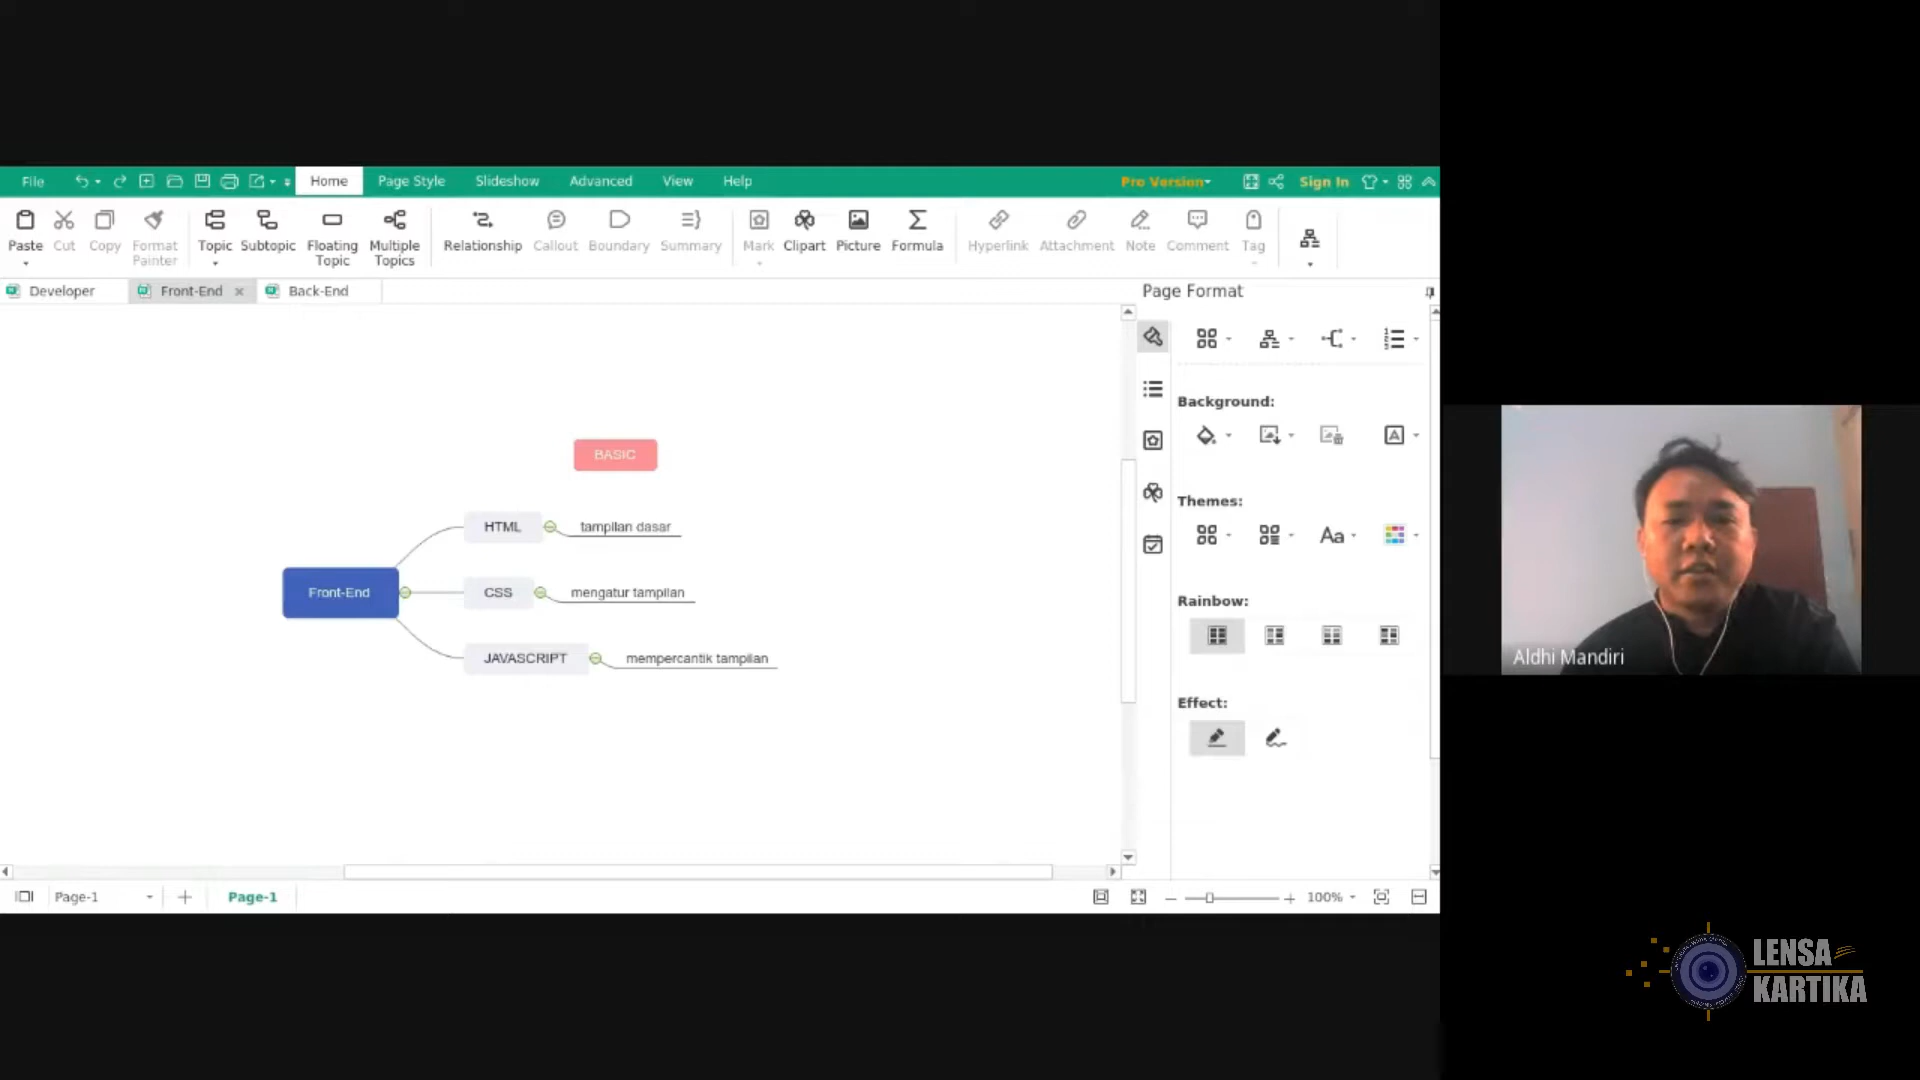 File
Home
Page Style
Slideshow
Advanced
View
Help
Pro Version
Sign In
Paste
Cut
Copy
Format Painter
Topic
Subtopic
Floating Topic
Multiple Topics
Relationship
Callout
Boundary
Summary
Mark
Clipart
Picture
Formula
Hyperlink
Attachment
Note
Comment
Tag
Developer
Front-End
Back-End
Page Format
BASIC
HTML
tampilan dasar
Front-End
CSS
mengatur tampilan
JAVASCRIPT
mempercantik tampilan
Background:
Themes:
Aa
Rainbow:
Effect:
Page-1
Page-1
100%
Aldhi Mandiri
LENSA
KARTIKA